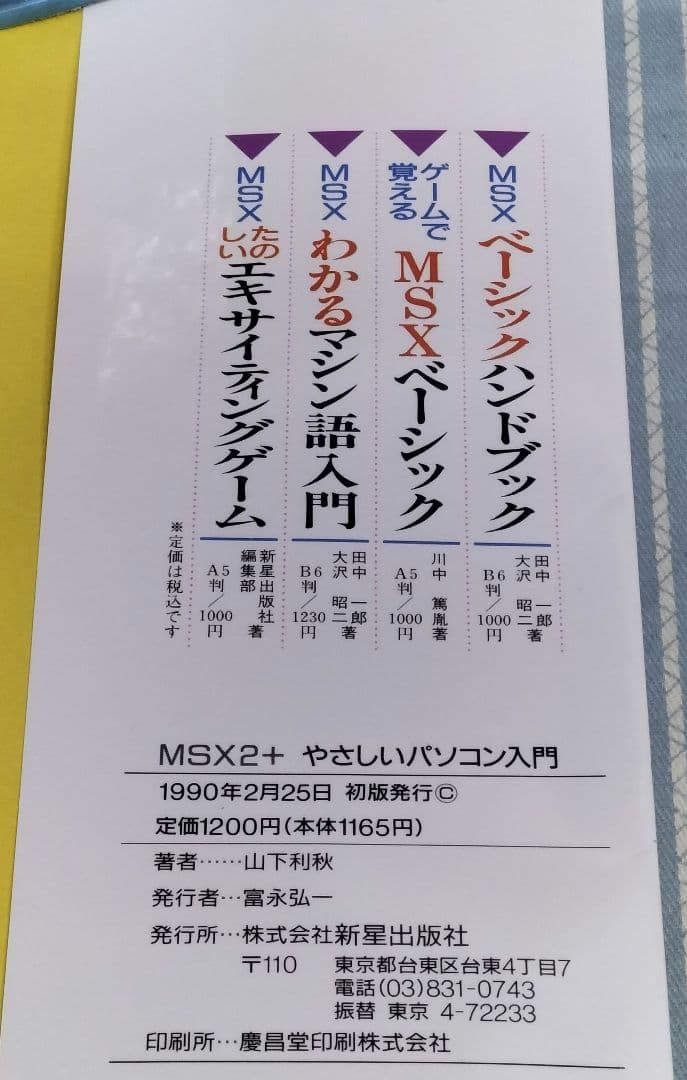 MSX ベーシックハンドブック
田中 一郎
大沢 昭二 著
B6判／1000円
ゲームで
覚える
MSXベーシック
川中 篤胤著
A5判／1000円
MSX わかるマシン語入門
田中 一郎
大沢 昭二 著
B6判／1230円
MSX
たの
しい
エキサイティングゲーム
新星出版社
編集部 著
A5判／1000円
※定価は税込です
MSX2+ やさしいパソコン入門
1990年2月25日 初版発行Ⓒ
定価1200円(本体1165円)
著者……山下利秋
発行者…富永弘一
発行所…株式会社新星出版社
〒110 東京都台東区台東4丁目7
電話(03)831-0743
振替 東京 4-72233
印刷所…慶昌堂印刷株式会社